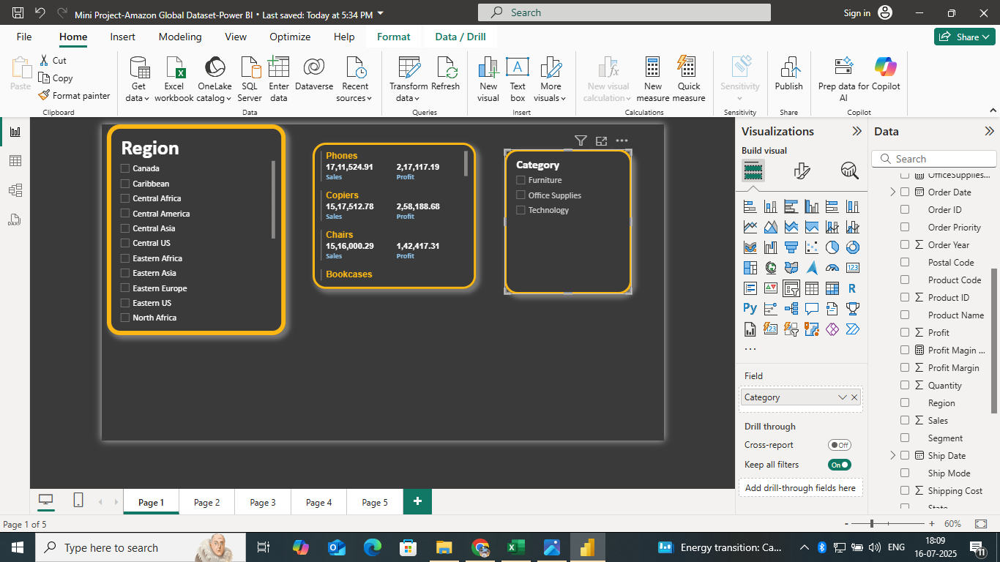 Mini Project-Amazon Global Dataset-Power BI • Last saved: Today at 5:34 PM
Search
Sign in
File
Home
Insert
Modeling
View
Optimize
Help
Format
Data / Drill
Share
Paste
Cut
Copy
Format painter
Clipboard
Get data
Excel workbook
OneLake catalog
SQL Server
Enter data
Dataverse
Recent sources
Data
Transform data
Refresh
Queries
New visual
Text box
More visuals
Insert
New visual calculation
New measure
Quick measure
Calculations
Sensitivity
Sensitivity
Publish
Share
Prep data for AI
Copilot
Copilot
Region
Canada
Caribbean
Central Africa
Central America
Central Asia
Central US
Eastern Africa
Eastern Asia
Eastern Europe
Eastern US
North Africa
Phones
17,11,524.91 2,17,117.19
Sales Profit
Copiers
15,17,512.78 2,58,188.68
Sales Profit
Chairs
15,16,000.29 1,42,417.31
Sales Profit
Bookcases
Category
Furniture
Office Supplies
Technology
Visualizations
Build visual
R
Py
123
Field
Category
Drill through
Cross-report Off
Keep all filters On
Add drill-through fields here
Data
Search
OfficeSupplies...
Order Date
Order ID
Order Priority
Order Year
Postal Code
Product Code
Product ID
Product Name
Profit
Profit Magin ...
Profit Margin
Quantity
Region
Sales
Segment
Ship Date
Ship Mode
Shipping Cost
State
Page 1
Page 2
Page 3
Page 4
Page 5
Page 1 of 5
60%
Type here to search
Energy transition: Ca...
ENG
18:09
16-07-2025
11